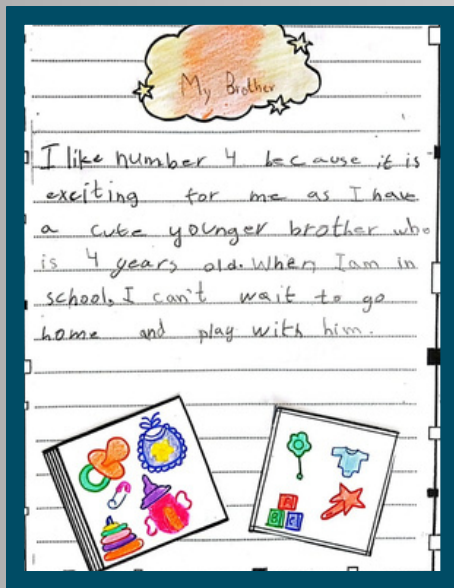 My Brother
I like number 4 because it is
exciting for me as I have
a cute younger brother who
is 4 years old. When I am in
school, I can't wait to go
home and play with him.
A
B C